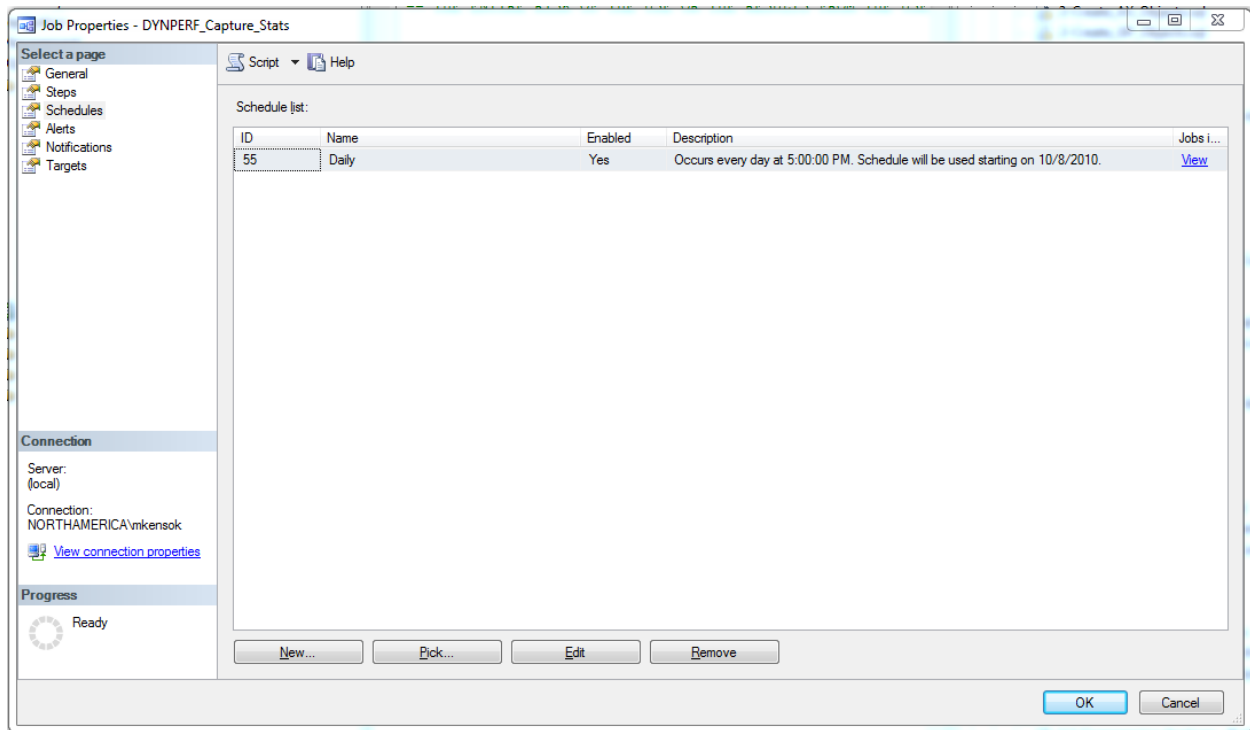 Job Properties - DYNPERF_Capture_Stats
Select a page
General
Steps
Schedules
Alerts
Notifications
Targets
Script Help
Schedule list:
ID Name Enabled Description Jobs i...
55 Daily Yes Occurs every day at 5:00:00 PM. Schedule will be used starting on 10/8/2010. View
Connection
Server:
(local)
Connection:
NORTHAMERICA\mkensok
View connection properties
Progress
Ready
New... Pick... Edit Remove
OK Cancel